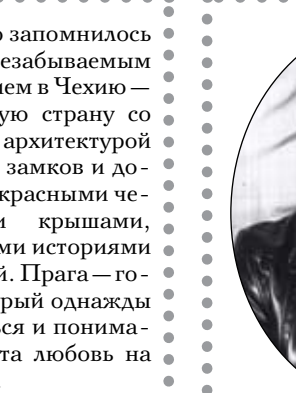 о запомнилось
езабываемым
ием в Чехию —
ую страну со
архитектурой
замков и до-
красными че-
и крышами,
ми историями
й. Прага — го-
рый однажды
ься и понима-
та любовь на